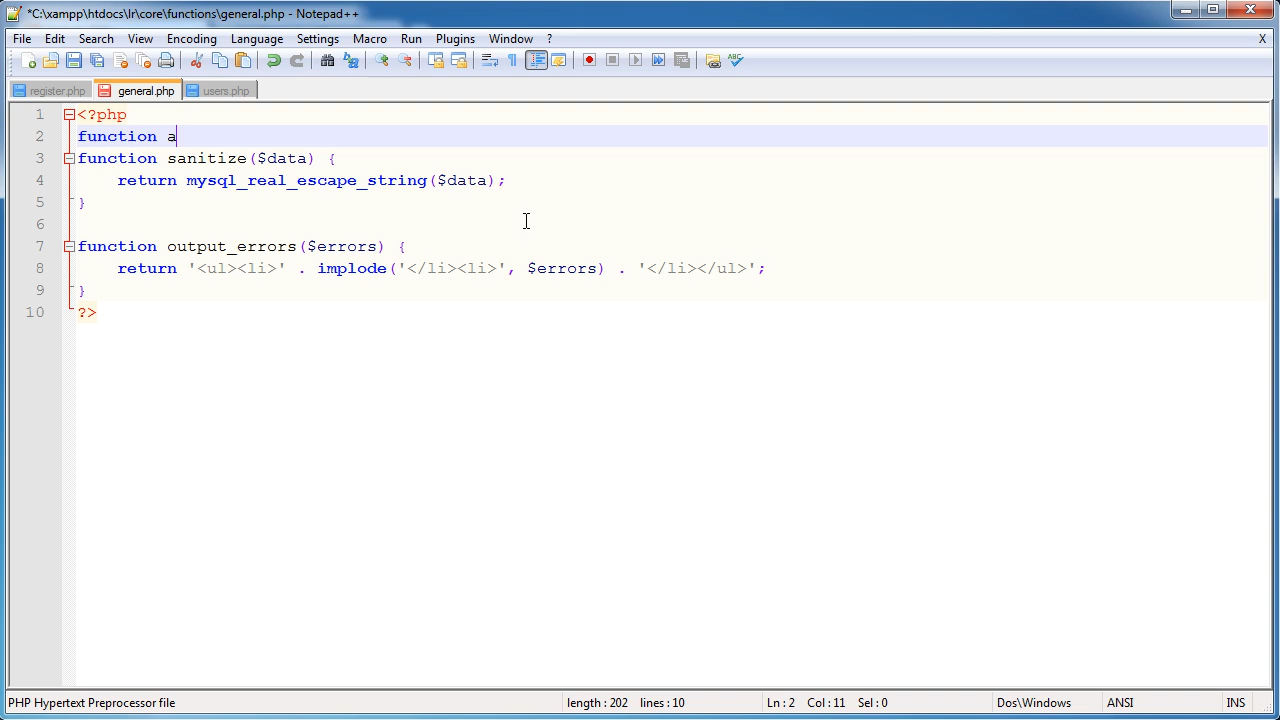 *C:\xampp\htdocs\lr\core\functions\general.php - Notepad++
File Edit Search View Encoding Language Settings Macro Run Plugins Window ? X
register.php general.php users.php
1 <?php
2 function a
3 function sanitize($data) {
4 return mysql_real_escape_string($data);
5 }
6
7 function output_errors($errors) {
8 return '<ul><li>' . implode('</li><li>', $errors) . '</li></ul>';
9 }
10 ?>
PHP Hypertext Preprocessor file length : 202 lines : 10 Ln : 2 Col : 11 Sel : 0 Dos\Windows ANSI INS